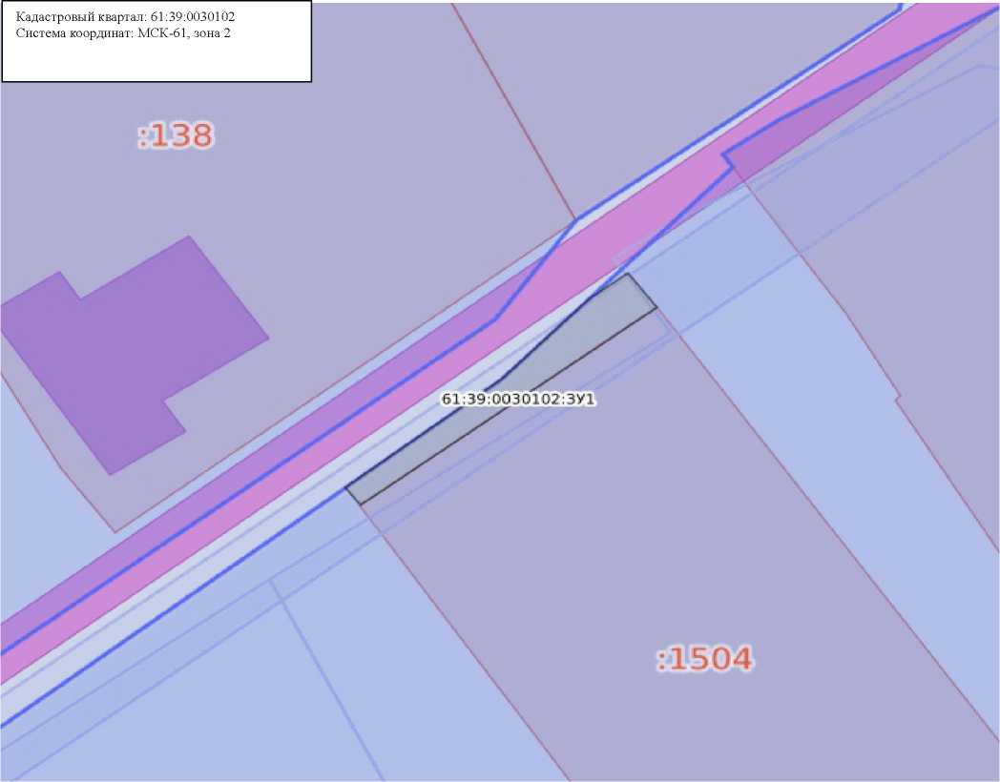 Кадастровый квартал: 61:39:0030102
Система координат: МСК-61, зона 2
:138
61:39:0030102:ЗУ1
:1504